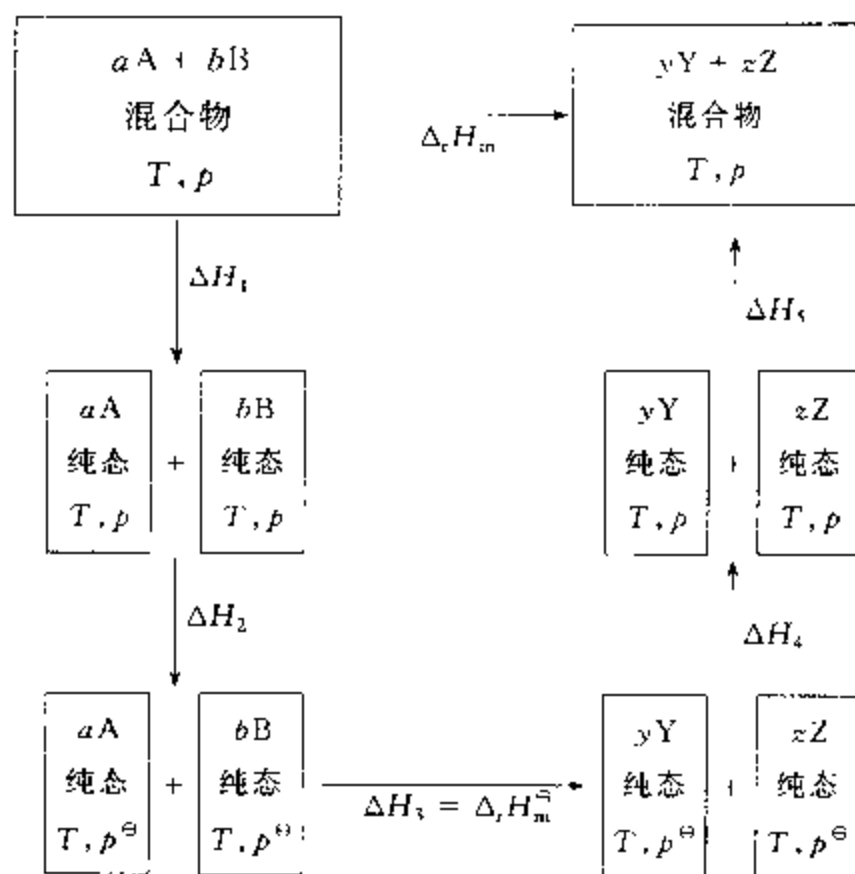 aA + bB
混合物
T, p
ΔH₁
aA
纯态
T, p
+
bB
纯态
T, p
ΔH₂
aA
纯态
T, p⊖
+
bB
纯态
T, p⊖
ΔH₃ = ΔᵣHₘ⊖
ΔᵣHₘ
yY + zZ
混合物
T, p
ΔH₅
yY
纯态
T, p
+
zZ
纯态
T, p
ΔH₄
yY
纯态
T, p⊖
+
zZ
纯态
T, p⊖